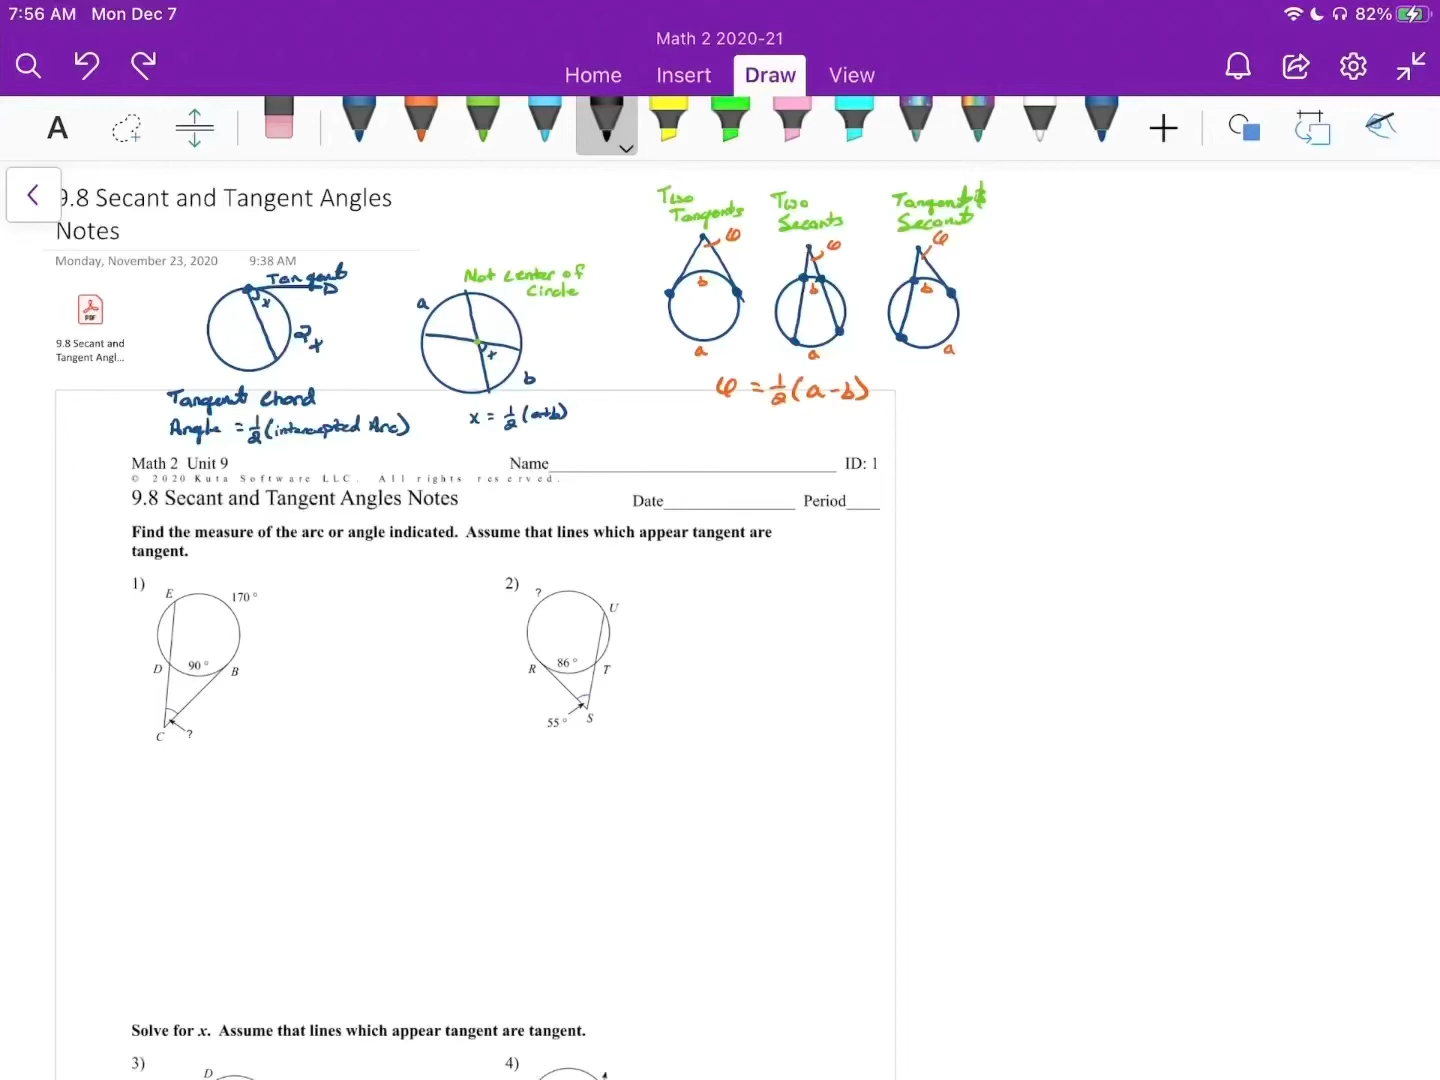 7:56 AM Mon Dec 7
82%
Math 2 2020-21
Home Insert Draw View
A
9.8 Secant and Tangent Angles
Notes
Monday, November 23, 2020 9:38 AM
PDF
9.8 Secant and
Tangent Angl...
Tangent
x
2x
Tangent Chord
Angle = 1/2 (intercepted Arc)
Not center of
Circle
a
x
b
x = 1/2 (a+b)
Two
Tangents
φ
b
a
Two
Secants
φ
b
a
Tangent &
Secant
φ
b
a
φ = 1/2 (a-b)
Math 2 Unit 9
Name ID: 1
© 2020 Kuta Software LLC. All rights reserved.
9.8 Secant and Tangent Angles Notes
Date Period
Find the measure of the arc or angle indicated. Assume that lines which appear tangent are
tangent.
1)
E
170°
D
90°
B
C
?
2)
?
U
R
86°
T
55°
S
Solve for x. Assume that lines which appear tangent are tangent.
3)
D
4)